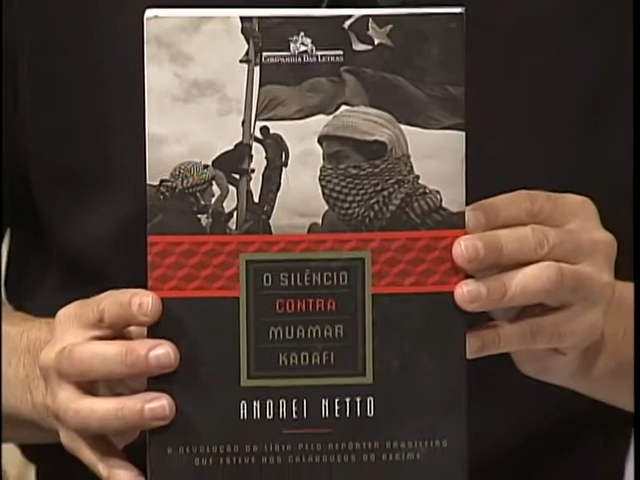 COMPANHIA DAS LETRAS
O SILÊNCIO
CONTRA
MUAMAR
KADAFI
ANDREI NETTO
A REVOLUÇÃO DA LÍBIA PELO REPÓRTER BRASILEIRO
QUE ESTEVE NOS CALABOUÇOS DO REGIME